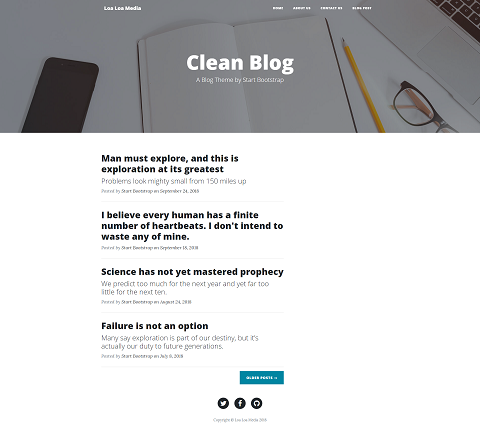 Loa Loa Media
HOME ABOUT US CONTACT US BLOG POST
Clean Blog
A Blog Theme by Start Bootstrap
Man must explore, and this is
exploration at its greatest
Problems look mighty small from 150 miles up
Posted by Start Bootstrap on September 24, 2018
I believe every human has a finite
number of heartbeats. I don't intend to
waste any of mine.
Posted by Start Bootstrap on September 18, 2018
Science has not yet mastered prophecy
We predict too much for the next year and yet far too
little for the next ten.
Posted by Start Bootstrap on August 24, 2018
Failure is not an option
Many say exploration is part of our destiny, but it's
actually our duty to future generations.
Posted by Start Bootstrap on July 8, 2018
OLDER POSTS →
Copyright © Loa Loa Media 2018